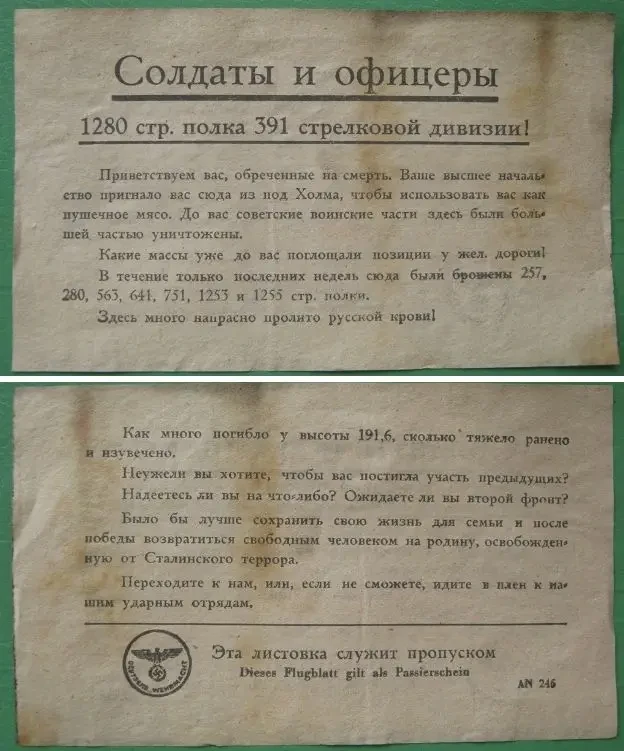 Солдаты и офицеры
1280 стр. полка 391 стрелковой дивизии!
Приветствуем вас, обреченные на смерть. Ваше высшее началь-
ство пригнало вас сюда из под Холма, чтобы использовать вас как
пушечное мясо. До вас советские воинские части здесь были боль-
шей частью уничтожены.
Какие массы уже до вас поглощали позиции у жел. дороги!
В течение только последних недель сюда были брошены 257,
280, 563, 641, 751, 1253 и 1255 стр. полки.
Здесь много напрасно пролито русской крови!
Как много погибло у высоты 191,6, сколько тяжело ранено
и изувечено.
Неужели вы хотите, чтобы вас постигла участь предыдущих?
Надеетесь ли вы на что-либо? Ожидаете ли вы второй фронт?
Было бы лучше сохранить свою жизнь для семьи и после
победы возвратиться свободным человеком на родину, освобожден-
ную от Сталинского террора.
Переходите к нам, или, если не сможете, идите в плен к на-
шим ударным отрядам.
DEUTSCHE WEHRMACHT
Эта листовка служит пропуском
Dieses Flugblatt gilt als Passierschein
AN 246